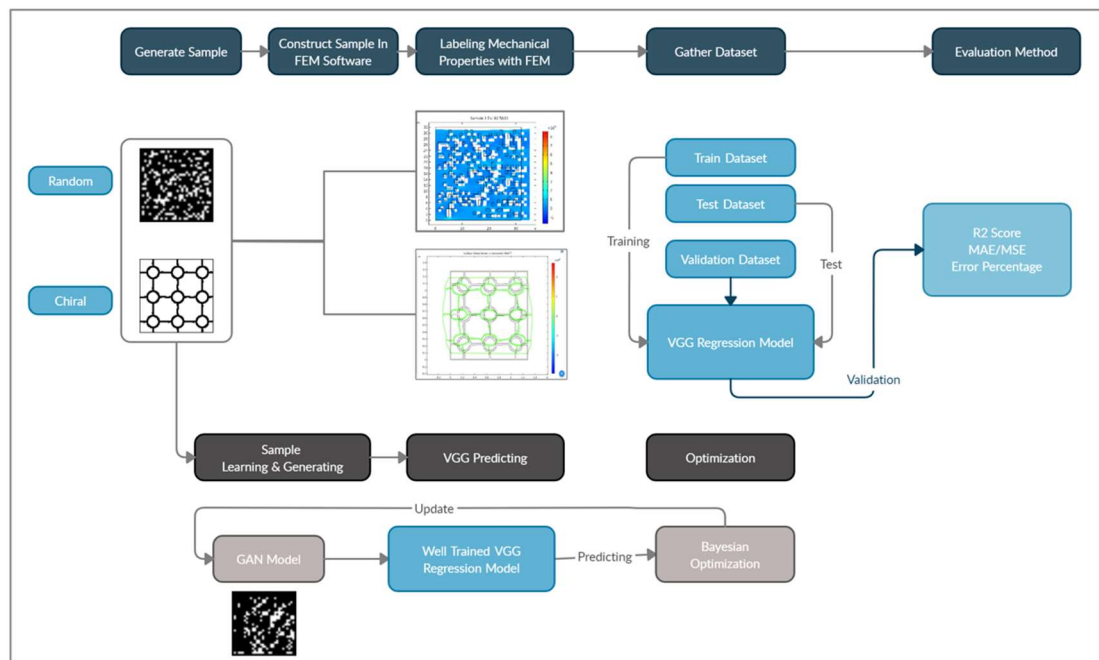 Generate Sample
Construct Sample In
FEM Software
Labeling Mechanical
Properties with FEM
Gather Dataset
Evaluation Method
Random
Chiral
Train Dataset
Test Dataset
Training
Test
Validation Dataset
VGG Regression Model
Validation
R2 Score
MAE/MSE
Error Percentage
Sample
Learning & Generating
VGG Predicting
Optimization
Update
GAN Model
Well Trained VGG
Regression Model
Predicting
Bayesian
Optimization